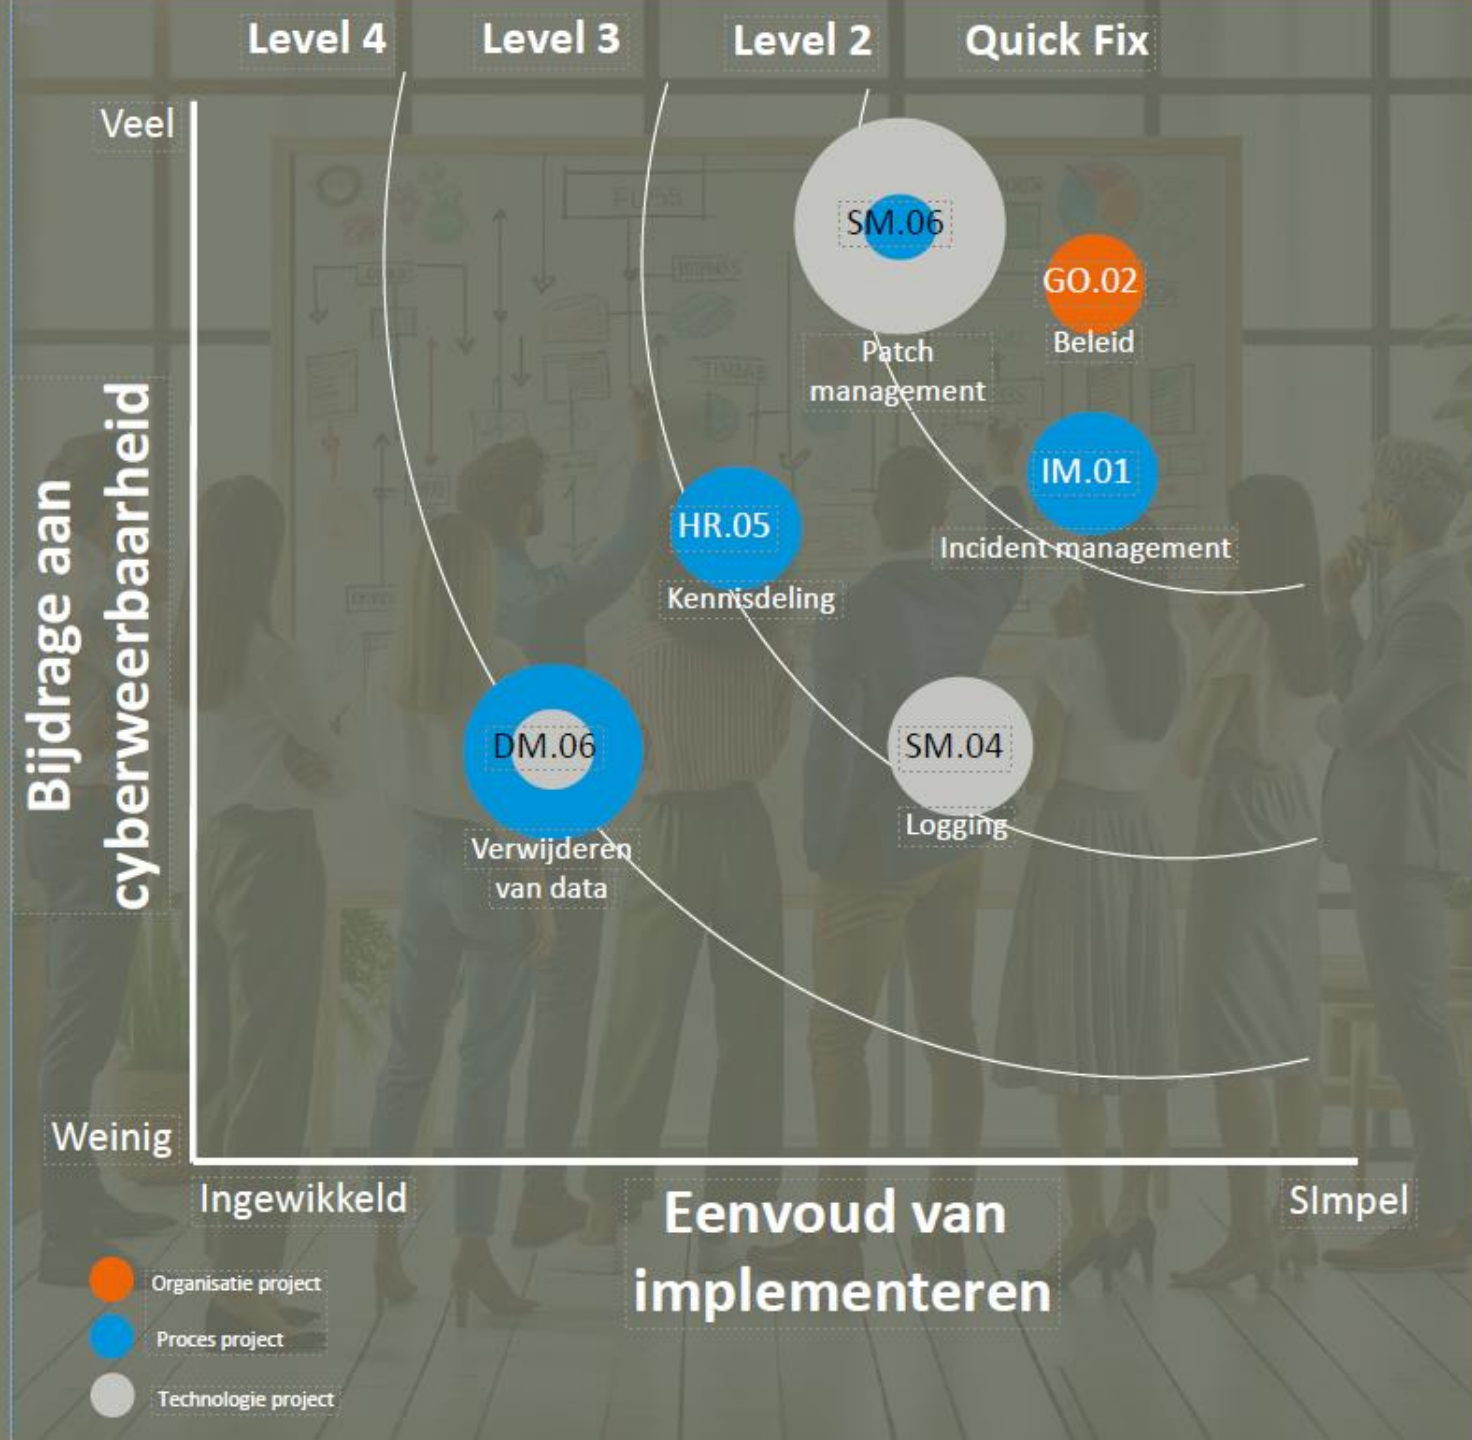 Level 4
Level 3
Level 2
Quick Fix
Veel
SM.06
GO.02
Beleid
Patch
management
IM.01
Incident management
HR.05
Kennisdeling
Bijdrage aan
cyberweerbaarheid
DM.06
Verwijderen
van data
SM.04
Logging
Weinig
Ingewikkeld
Eenvoud van
implementeren
SImpel
Organisatie project
Proces project
Technologie project